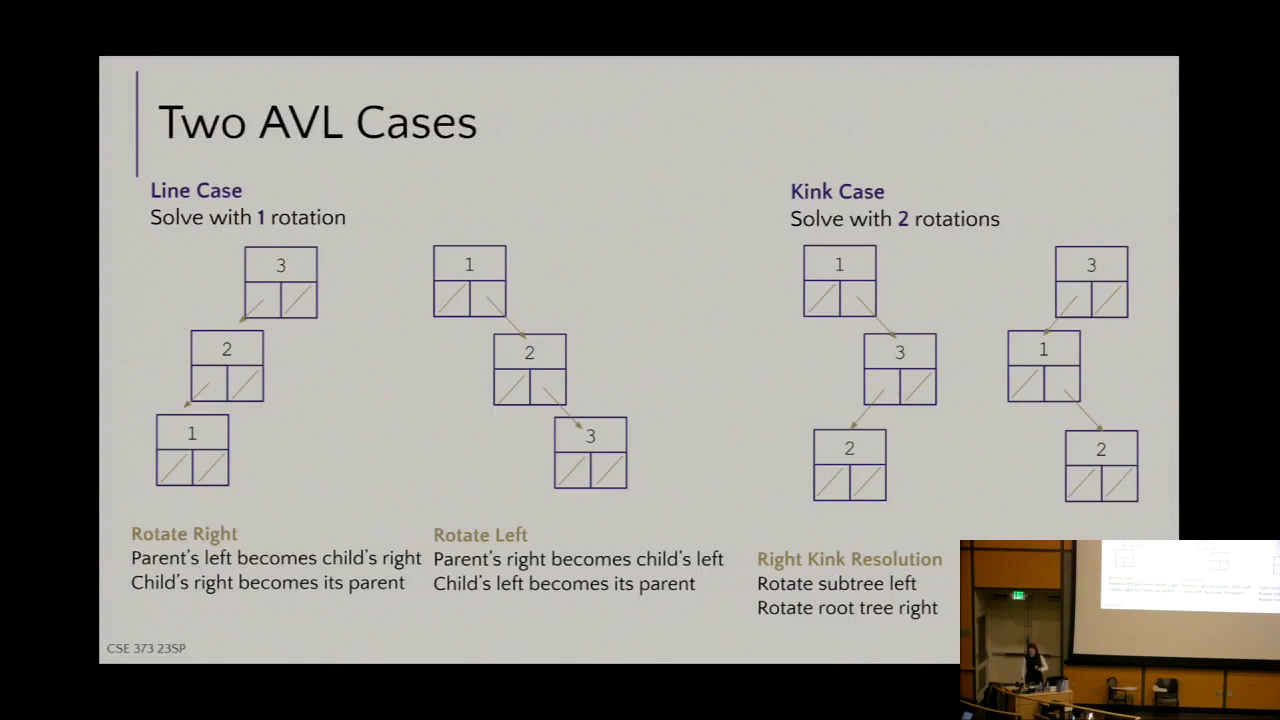 Two AVL Cases
Line Case
Solve with 1 rotation
3
2
1
1
2
3
Rotate Right
Parent's left becomes child's right
Child's right becomes its parent
Rotate Left
Parent's right becomes child's left
Child's left becomes its parent
Kink Case
Solve with 2 rotations
1
3
2
3
1
2
Right Kink Resolution
Rotate subtree left
Rotate root tree right
CSE 373 23SP